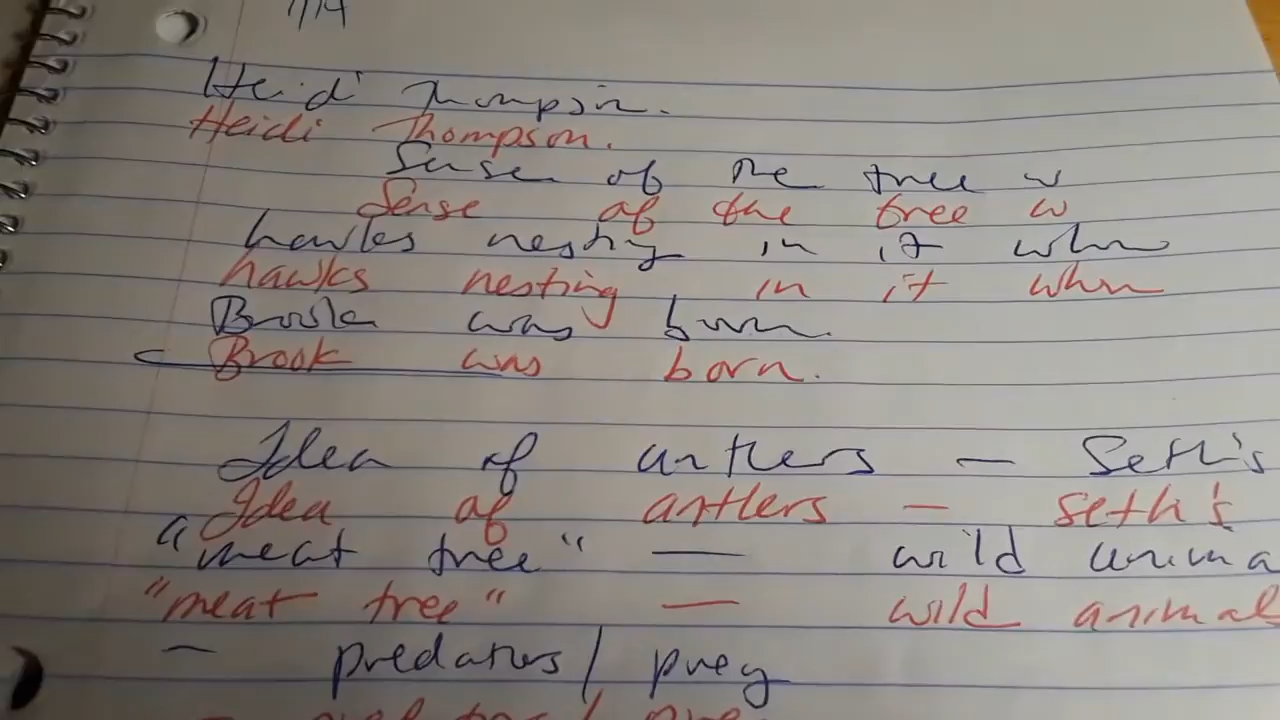 7/14
Heidi Thompson.
Heidi Thompson.
Sense of the tree w
Sense of the tree w
hawks nesting in it when
hawks nesting in it when
Brook was born.
Brook was born.
Idea of antlers — Seth's
Idea of antlers — Seth's
"meat tree" — wild anima
"meat tree" — wild animal
- predators/ prey